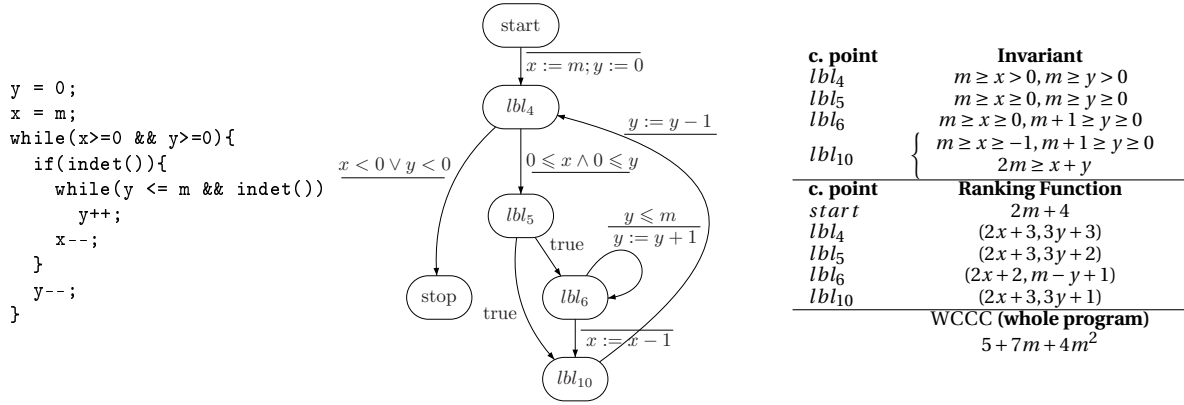 y = 0;
x = m;
while(x>=0 && y>=0){
if(indet()){
while(y <= m && indet())
y++;
x--;
}
y--;
}
start
x := m; y := 0
lbl₄
y := y − 1
x < 0 ∨ y < 0
0 ⩽ x ∧ 0 ⩽ y
lbl₅
y ⩽ m
y := y + 1
true
stop
lbl₆
true
x := x − 1
lbl₁₀
c. point Invariant
lbl₄ m ≥ x > 0, m ≥ y > 0
lbl₅ m ≥ x ≥ 0, m ≥ y ≥ 0
lbl₆ m ≥ x ≥ 0, m + 1 ≥ y ≥ 0
lbl₁₀ { m ≥ x ≥ −1, m + 1 ≥ y ≥ 0
2m ≥ x + y
c. point Ranking Function
start 2m + 4
lbl₄ (2x + 3, 3y + 3)
lbl₅ (2x + 3, 3y + 2)
lbl₆ (2x + 2, m − y + 1)
lbl₁₀ (2x + 3, 3y + 1)
WCCC (whole program)
5 + 7m + 4m²